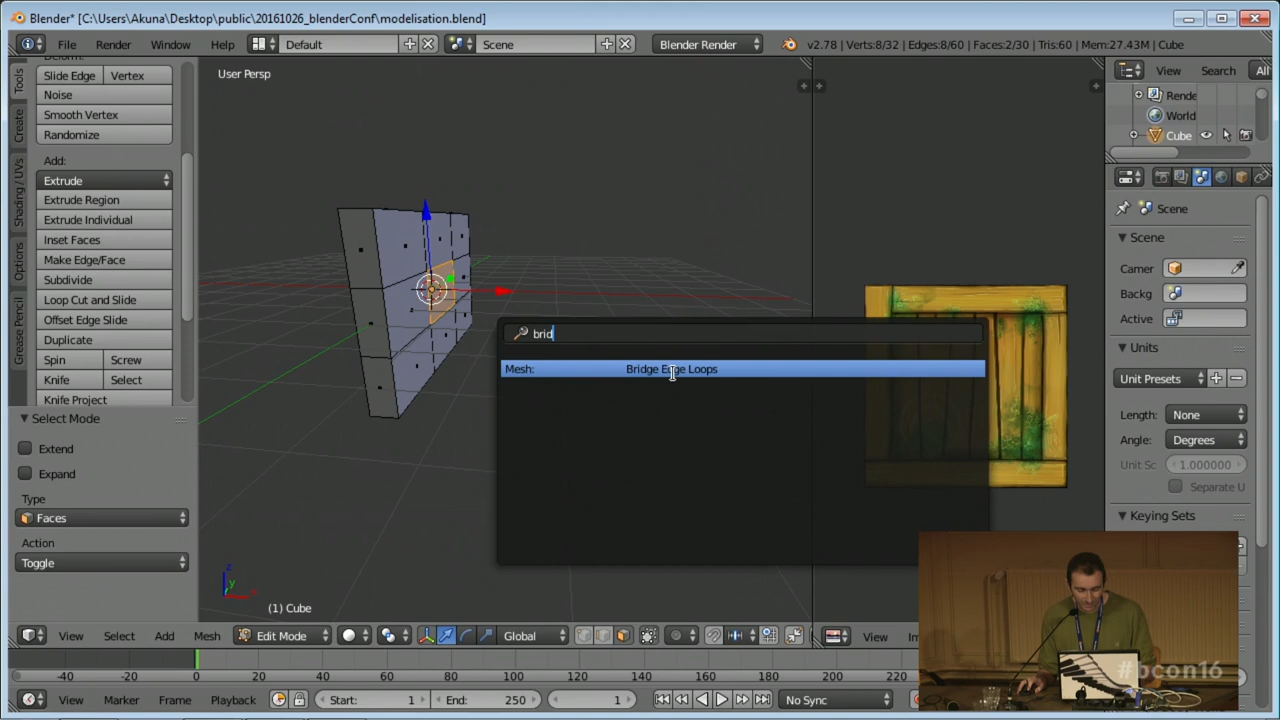 Blender* [C:\Users\Akuna\Desktop\public\20161026_blenderConf\modelisation.blend]
File Render Window Help Default Scene Blender Render v2.78 | Verts:8/32 | Edges:8/60 | Faces:2/30 | Tris:60 | Mem:27.43M | Cube
Tools
Create
Shading / UVs
Options
Grease Pencil
Slide Edge Vertex
Noise
Smooth Vertex
Randomize
Add:
Extrude
Extrude Region
Extrude Individual
Inset Faces
Make Edge/Face
Subdivide
Loop Cut and Slide
Offset Edge Slide
Duplicate
Spin Screw
Knife Select
Knife Project
Select Mode
Extend
Expand
Type
Faces
Action
Toggle
User Persp
brid
Mesh: Bridge Edge Loops
z
y
x
(1) Cube
View Search All
Rende
World
Cube
Scene
Scene
Camer
Backg
Active
Units
Unit Presets
Length: None
Angle: Degrees
Unit Sc 1.000000
Separate U
Keying Sets
#bcon16
View Select Add Mesh Edit Mode Global View
-40 -20 0 20 40 60 80 100 120 140 160 180 200 220
View Marker Frame Playback Start: 1 End: 250 1 No Sync